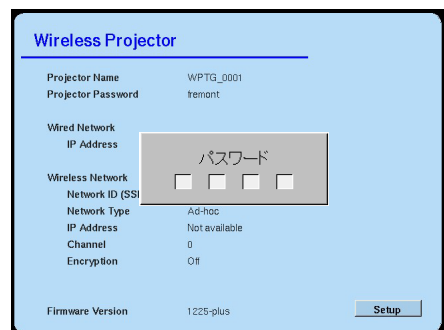 Wireless Projector
Projector Name WPTG_0001
Projector Password fremont
Wired Network
IP Address
パスワード
Wireless Network
Network ID (SSI
Network Type Ad-hoc
IP Address Not available
Channel 0
Encryption Off
Firmware Version 1225-plus
Setup